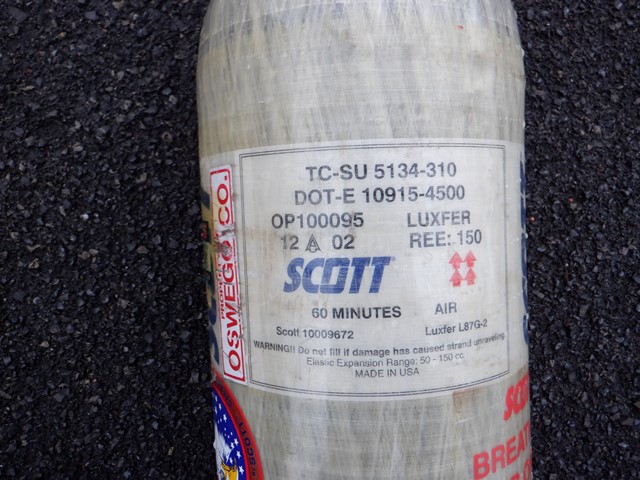 TC-SU 5134-310
DOT-E 10915-4500
OP100095 LUXFER
12 A 02 REE: 150
SCOTT
60 MINUTES AIR
Scott 10009672 Luxfer L87G-2
WARNING!! Do not fill if damage has caused strand unraveling.
Elastic Expansion Range: 50 - 150 cc
MADE IN USA
OSWEGO CO.
SCOTT
BREAT